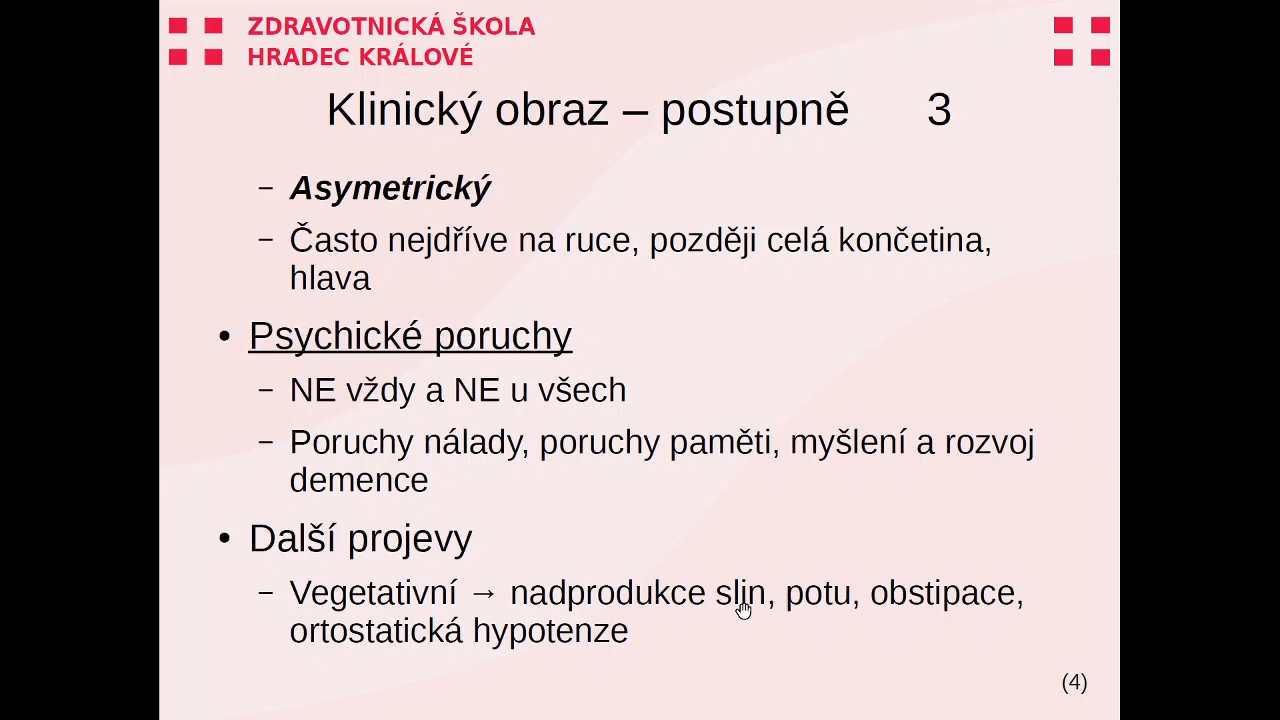 ZDRAVOTNICKÁ ŠKOLA
HRADEC KRÁLOVÉ
Klinický obraz – postupně 3
– Asymetrický
– Často nejdříve na ruce, později celá končetina,
hlava
• Psychické poruchy
– NE vždy a NE u všech
– Poruchy nálady, poruchy paměti, myšlení a rozvoj
demence
• Další projevy
– Vegetativní → nadprodukce slin, potu, obstipace,
ortostatická hypotenze
(4)